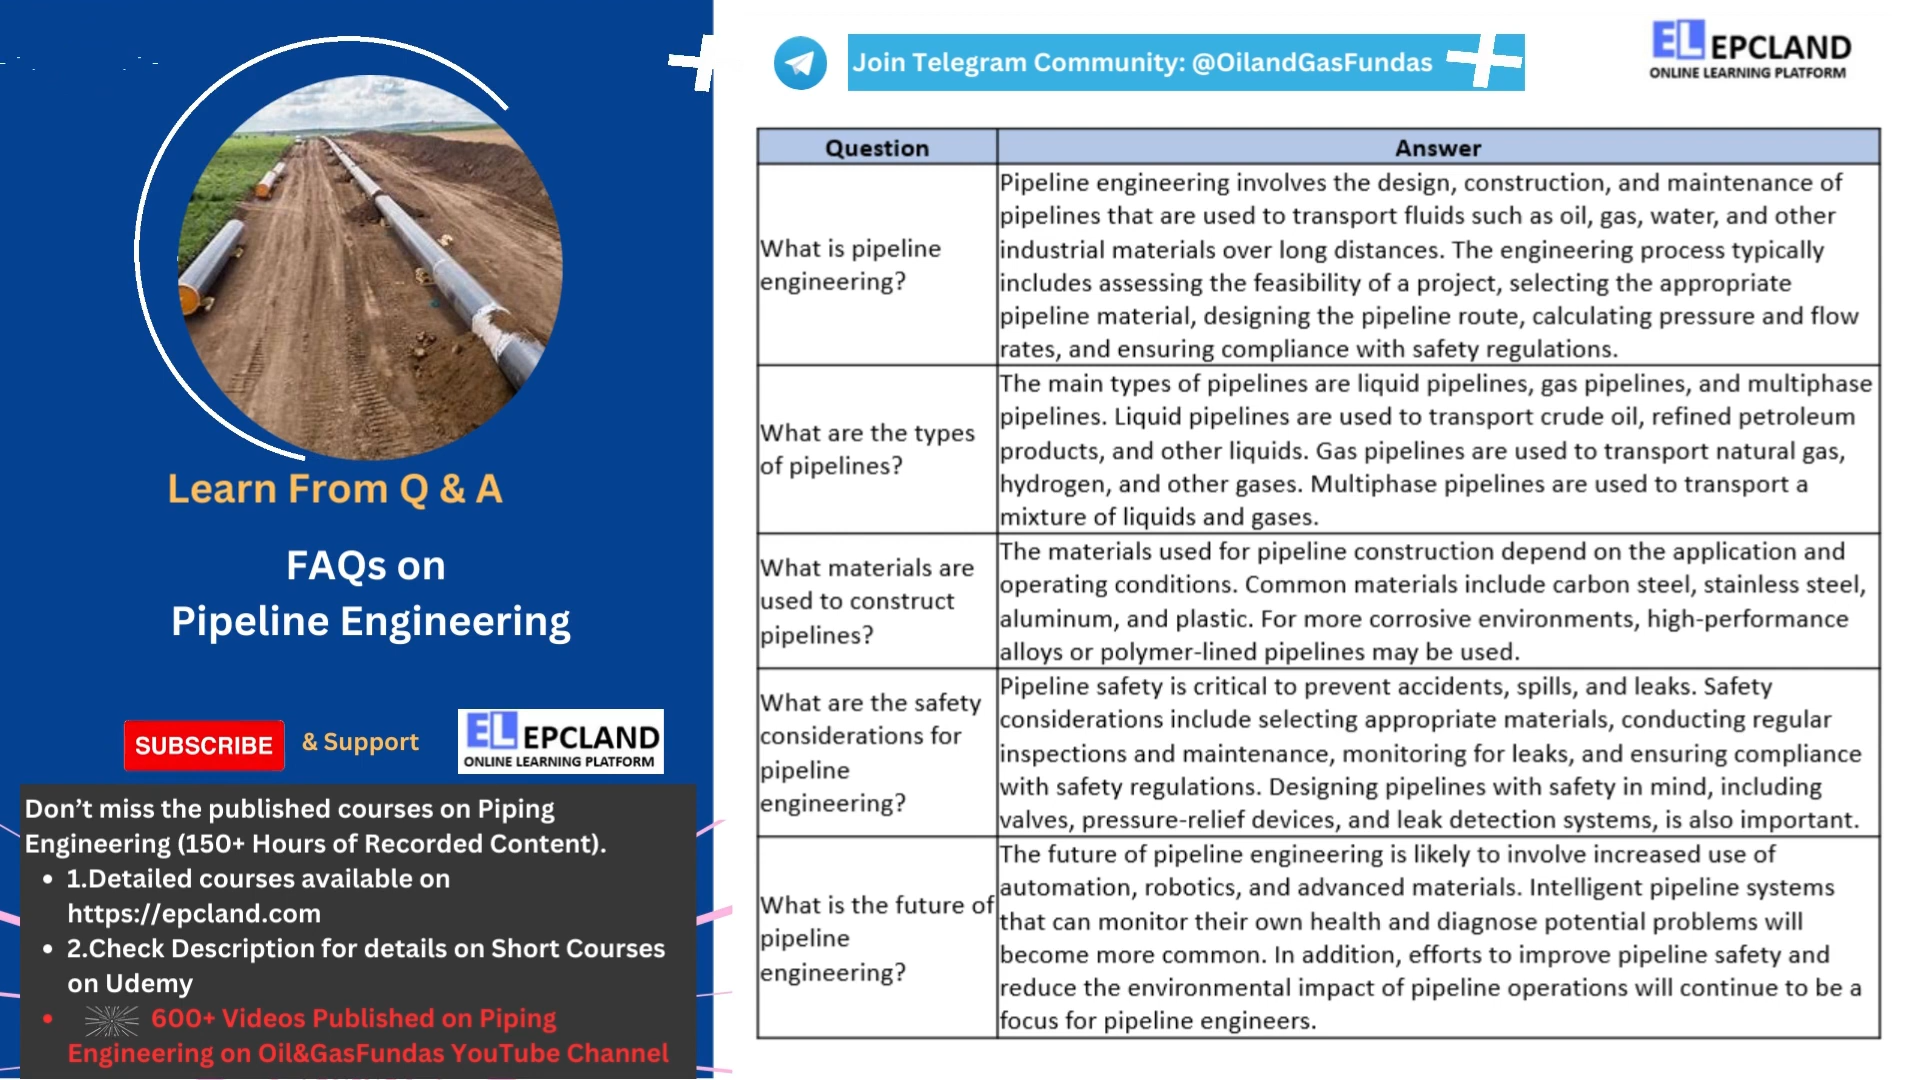 Join Telegram Community: @OilandGasFundas
EL EPCLAND
ONLINE LEARNING PLATFORM
Learn From Q & A
FAQs on
Pipeline Engineering
SUBSCRIBE
& Support
EL EPCLAND
ONLINE LEARNING PLATFORM
Don’t miss the published courses on Piping
Engineering (150+ Hours of Recorded Content).
• 1.Detailed courses available on
https://epcland.com
• 2.Check Description for details on Short Courses
on Udemy
• 600+ Videos Published on Piping
Engineering on Oil&GasFundas YouTube Channel
Question
Answer
What is pipeline
engineering?
Pipeline engineering involves the design, construction, and maintenance of
pipelines that are used to transport fluids such as oil, gas, water, and other
industrial materials over long distances. The engineering process typically
includes assessing the feasibility of a project, selecting the appropriate
pipeline material, designing the pipeline route, calculating pressure and flow
rates, and ensuring compliance with safety regulations.
What are the types
of pipelines?
The main types of pipelines are liquid pipelines, gas pipelines, and multiphase
pipelines. Liquid pipelines are used to transport crude oil, refined petroleum
products, and other liquids. Gas pipelines are used to transport natural gas,
hydrogen, and other gases. Multiphase pipelines are used to transport a
mixture of liquids and gases.
What materials are
used to construct
pipelines?
The materials used for pipeline construction depend on the application and
operating conditions. Common materials include carbon steel, stainless steel,
aluminum, and plastic. For more corrosive environments, high-performance
alloys or polymer-lined pipelines may be used.
What are the safety
considerations for
pipeline
engineering?
Pipeline safety is critical to prevent accidents, spills, and leaks. Safety
considerations include selecting appropriate materials, conducting regular
inspections and maintenance, monitoring for leaks, and ensuring compliance
with safety regulations. Designing pipelines with safety in mind, including
valves, pressure-relief devices, and leak detection systems, is also important.
What is the future of
pipeline
engineering?
The future of pipeline engineering is likely to involve increased use of
automation, robotics, and advanced materials. Intelligent pipeline systems
that can monitor their own health and diagnose potential problems will
become more common. In addition, efforts to improve pipeline safety and
reduce the environmental impact of pipeline operations will continue to be a
focus for pipeline engineers.